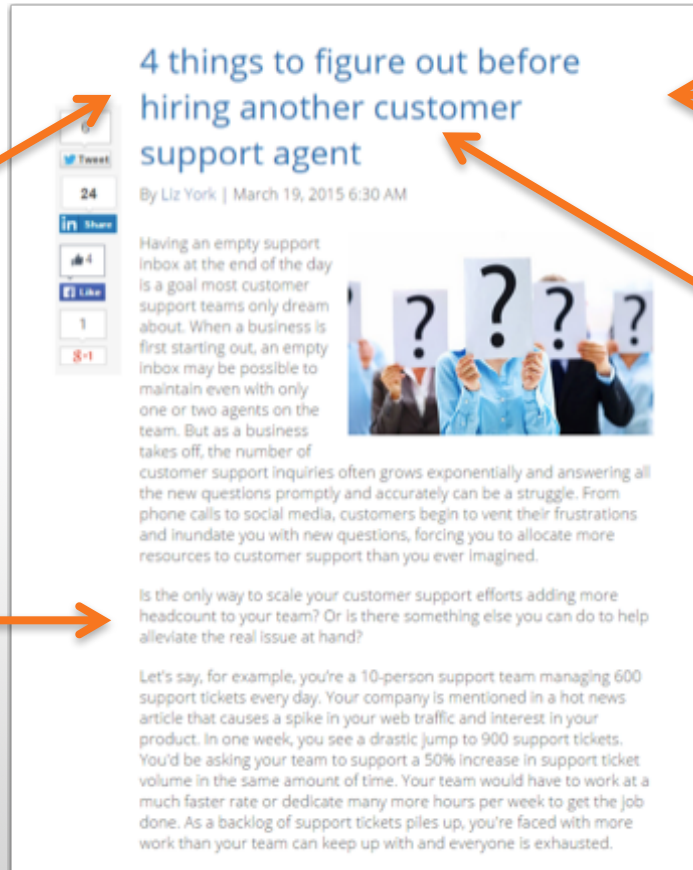 4 things to figure out before
hiring another customer
support agent
6
Tweet
24
in Share
4
Like
1
g+1
By Liz York | March 19, 2015 6:30 AM
Having an empty support
inbox at the end of the day
is a goal most customer
support teams only dream
about. When a business is
first starting out, an empty
inbox may be possible to
maintain even with only
one or two agents on the
team. But as a business
takes off, the number of
customer support inquiries often grows exponentially and answering all
the new questions promptly and accurately can be a struggle. From
phone calls to social media, customers begin to vent their frustrations
and inundate you with new questions, forcing you to allocate more
resources to customer support than you ever imagined.
? ? ? ?
Is the only way to scale your customer support efforts adding more
headcount to your team? Or is there something else you can do to help
alleviate the real issue at hand?
Let's say, for example, you're a 10-person support team managing 600
support tickets every day. Your company is mentioned in a hot news
article that causes a spike in your web traffic and interest in your
product. In one week, you see a drastic jump to 900 support tickets.
You'd be asking your team to support a 50% increase in support ticket
volume in the same amount of time. Your team would have to work at a
much faster rate or dedicate many more hours per week to get the job
done. As a backlog of support tickets piles up, you're faced with more
work than your team can keep up with and everyone is exhausted.